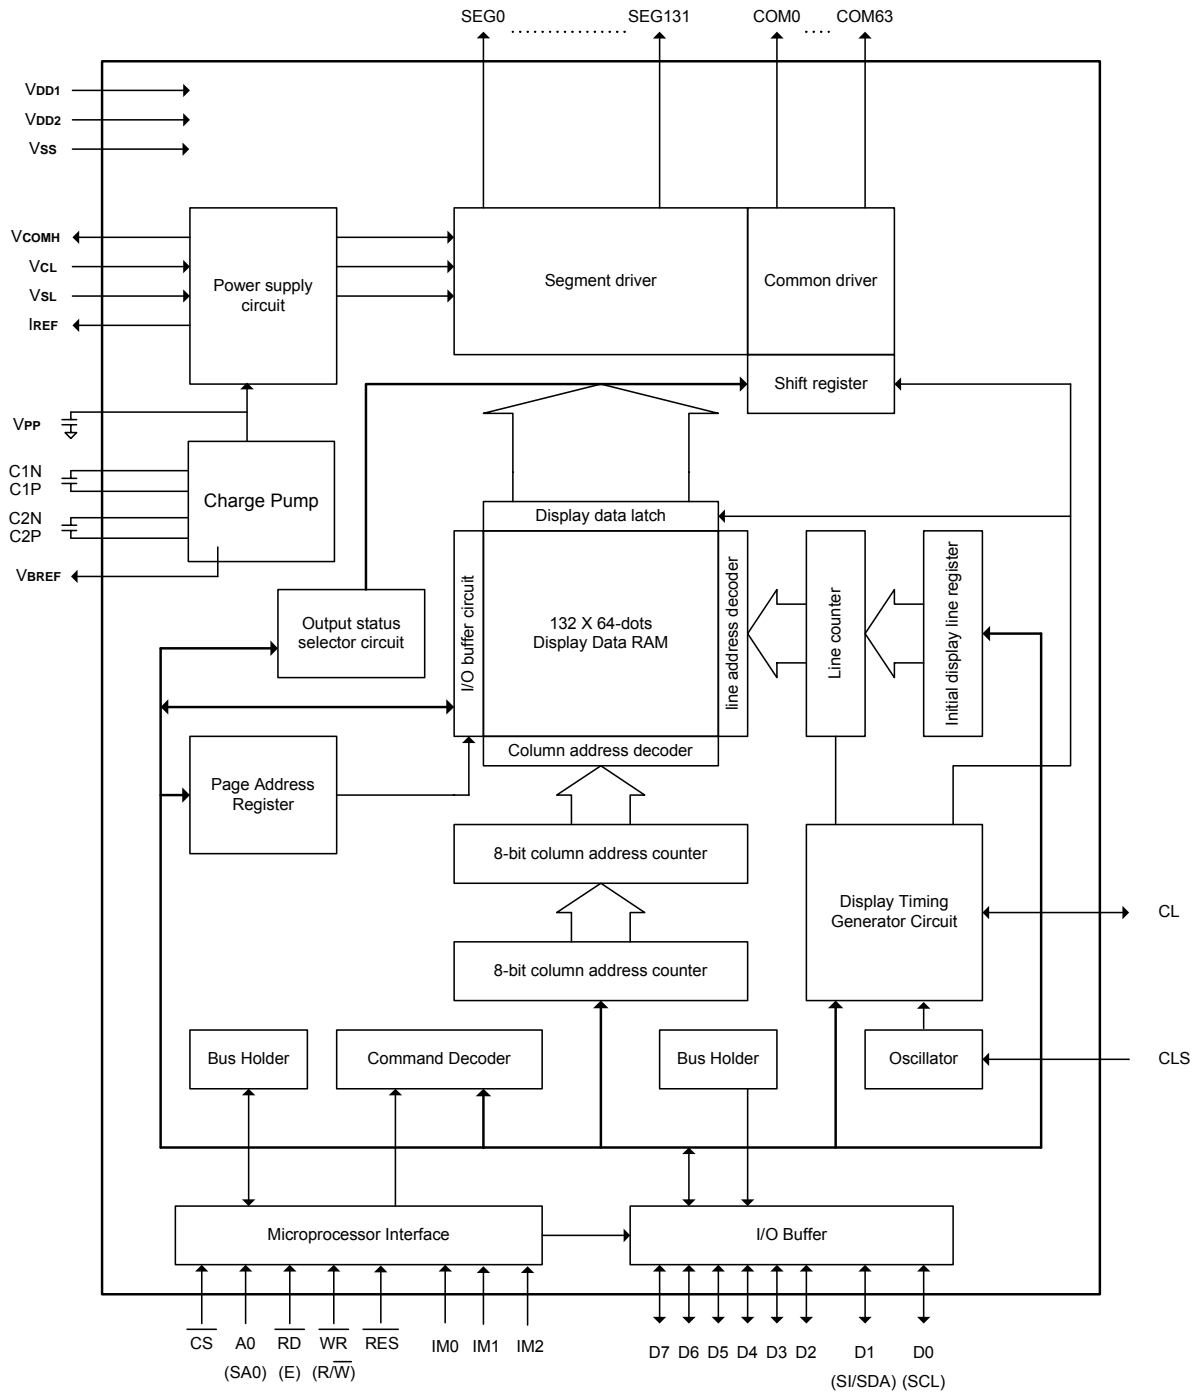 SEG0 ................... SEG131 COM0 .... COM63
VDD1
VDD2
VSS
VCOMH
VCL
VSL
IREF
Power supply
circuit
Segment driver
Common driver
Shift register
VPP
C1N
C1P
C2N
C2P
VBREF
Charge Pump
Display data latch
Output status
selector circuit
I/O buffer circuit
132 X 64-dots
Display Data RAM
line address decoder
Line counter
Initial display line register
Column address decoder
Page Address
Register
8-bit column address counter
Display Timing
Generator Circuit
CL
8-bit column address counter
Bus Holder
Command Decoder
Bus Holder
Oscillator
CLS
Microprocessor Interface
I/O Buffer
CS A0 RD WR RES IM0 IM1 IM2 D7 D6 D5 D4 D3 D2 D1 D0
(SA0) (E) (R/W) (SI/SDA) (SCL)